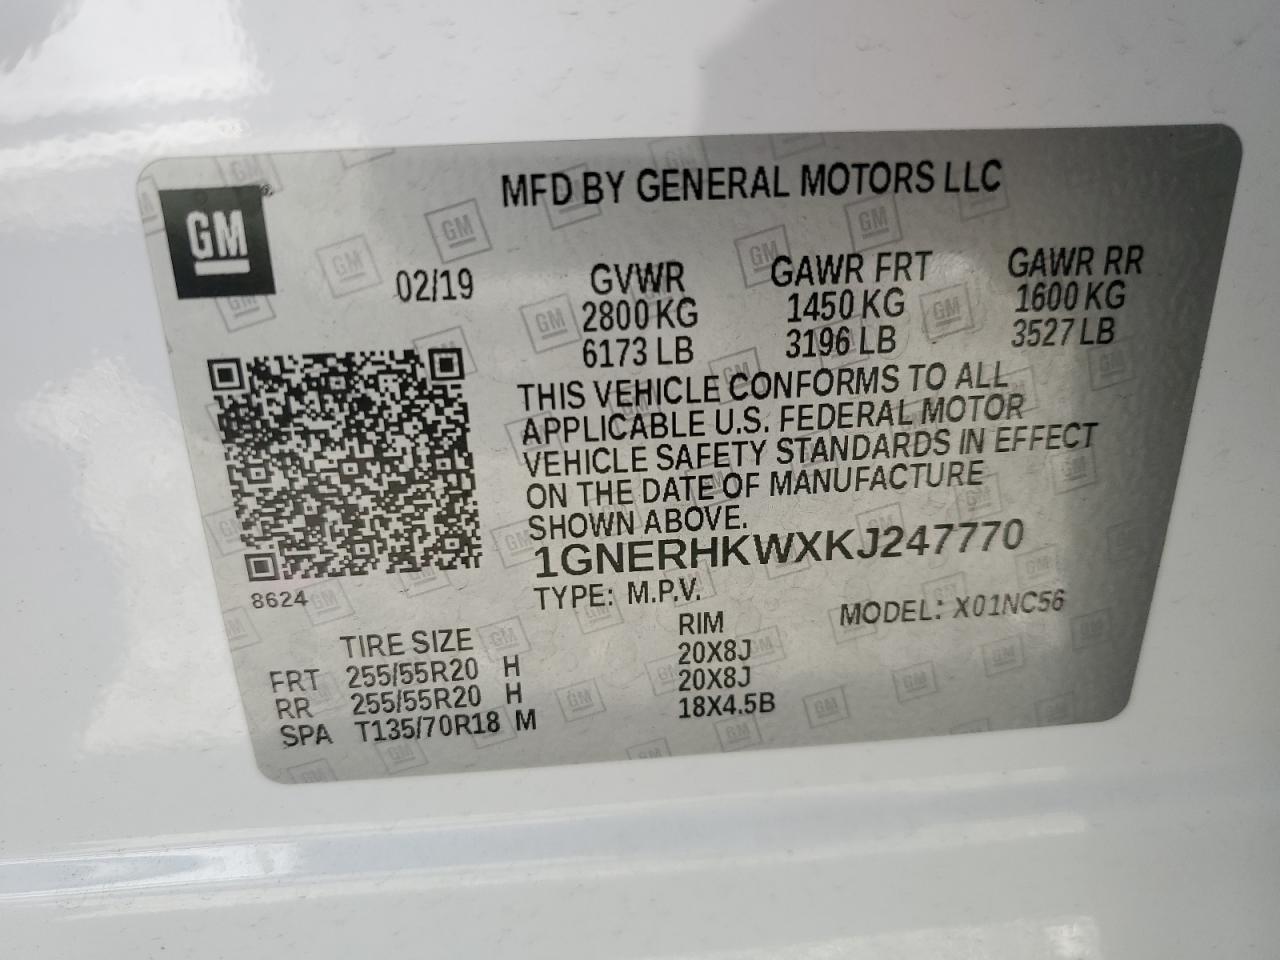 GM
MFD BY GENERAL MOTORS LLC
02/19
GVWR GAWR FRT GAWR RR
2800 KG 1450 KG 1600 KG
6173 LB 3196 LB 3527 LB
THIS VEHICLE CONFORMS TO ALL
APPLICABLE U.S. FEDERAL MOTOR
VEHICLE SAFETY STANDARDS IN EFFECT
ON THE DATE OF MANUFACTURE
SHOWN ABOVE.
1GNERHKWXKJ247770
8624
TYPE: M.P.V. MODEL: X01NC56
TIRE SIZE RIM
FRT 255/55R20 H 20X8J
RR 255/55R20 H 20X8J
SPA T135/70R18 M 18X4.5B